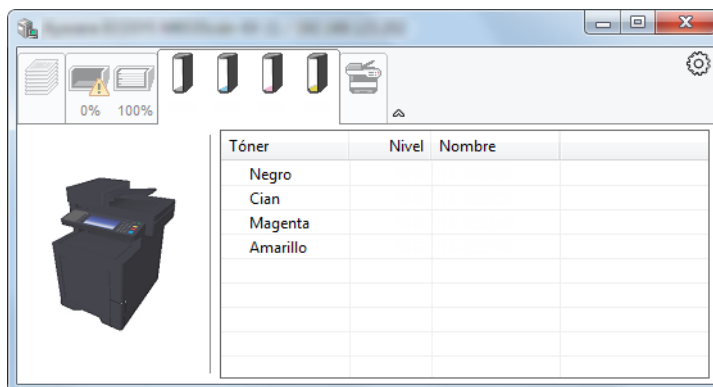 0% 100%
Tóner Nivel Nombre
Negro
Cian
Magenta
Amarillo